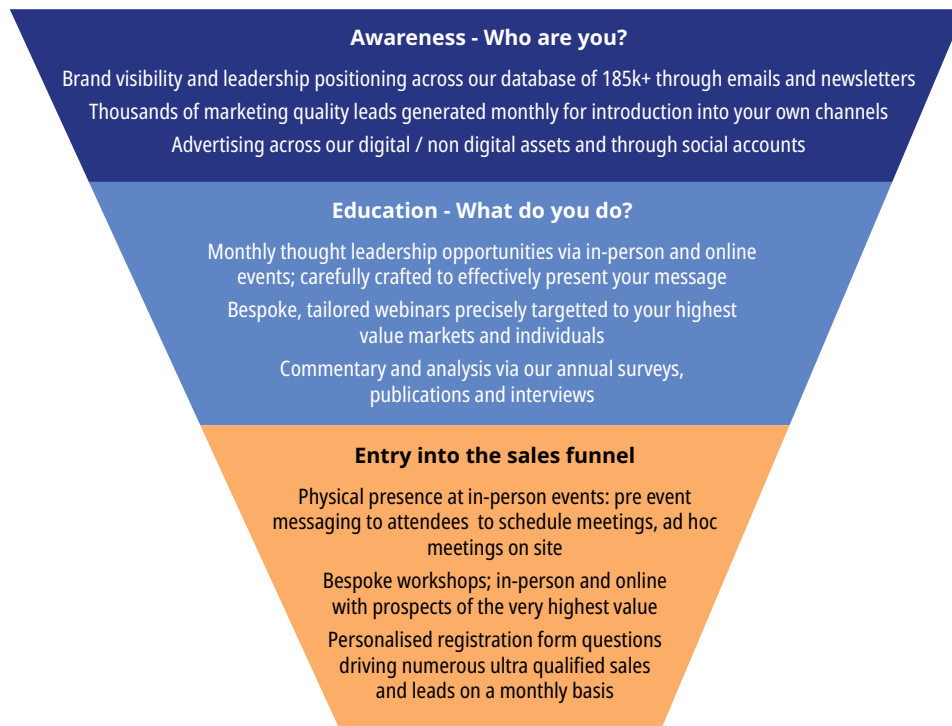 Awareness - Who are you?
Brand visibility and leadership positioning across our database of 185k+ through emails and newsletters
Thousands of marketing quality leads generated monthly for introduction into your own channels
Advertising across our digital / non digital assets and through social accounts
Education - What do you do?
Monthly thought leadership opportunities via in-person and online
events; carefully crafted to effectively present your message
Bespoke, tailored webinars precisely targetted to your highest
value markets and individuals
Commentary and analysis via our annual surveys,
publications and interviews
Entry into the sales funnel
Physical presence at in-person events: pre event
messaging to attendees  to schedule meetings, ad hoc
meetings on site
Bespoke workshops; in-person and online
with prospects of the very highest value
Personalised registration form questions
driving numerous ultra qualified sales
and leads on a monthly basis